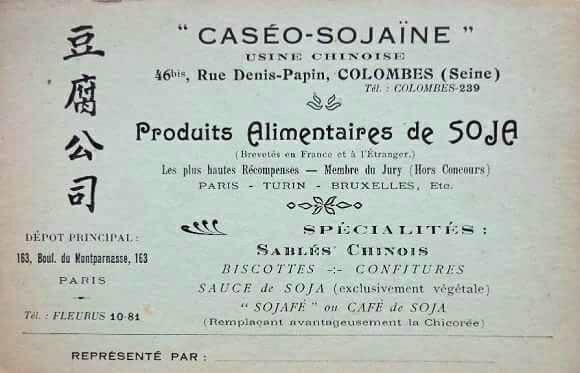 豆腐公司
" CASÉO-SOJAÏNE "
USINE CHINOISE
46bis, Rue Denis-Papin, COLOMBES (Seine)
Tél. : COLOMBES-239
Produits Alimentaires de SOJA
(Brevetés en France et à l'Étranger.)
Les plus hautes Récompenses — Membre du Jury (Hors Concours)
PARIS - TURIN - BRUXELLES, Etc.
DÉPOT PRINCIPAL :
163, Boul. du Montparnasse, 163
PARIS
Tél. : FLEURUS 10-81
SPÉCIALITÉS :
SABLÉS CHINOIS
BISCOTTES -:- CONFITURES
SAUCE de SOJA (exclusivement végétale)
" SOJAFÉ " ou CAFÉ de SOJA
(Remplaçant avantageusement la Chicorée)
REPRÉSENTÉ PAR :